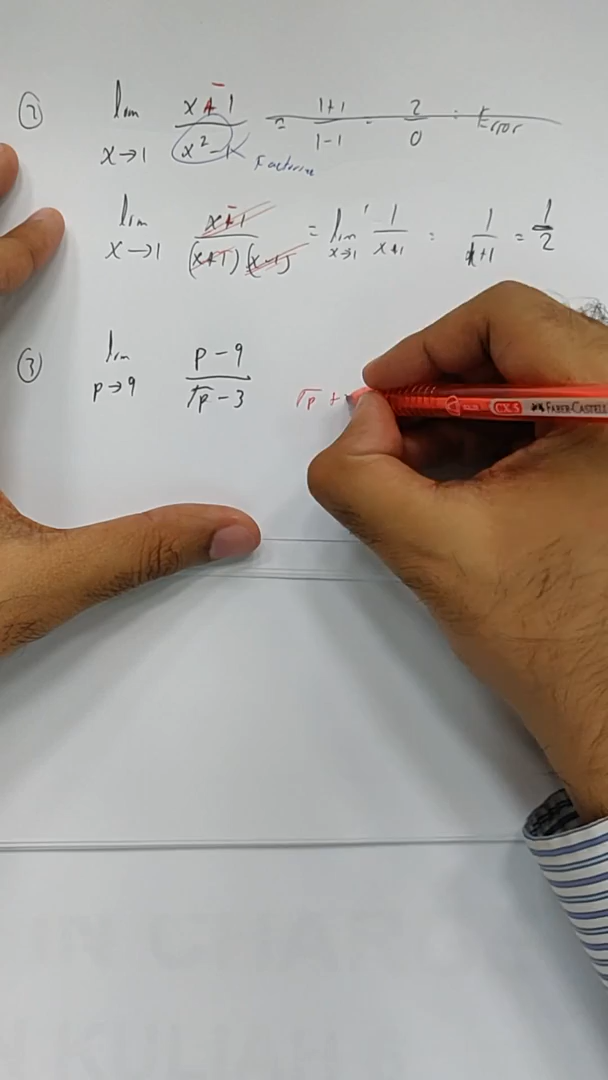 ② lim x→1 (x - 1)/(x² - 1) = (1+1)/(1-1) = 2/0 : Error
Factorise
lim x→1 (x-1)/((x+1)(x-1)) = lim x→1 1/(x+1) = 1/(1+1) = 1/2
③ lim p→9 (p - 9)/(√p - 3) √p +
FABER-CASTELL
CX5